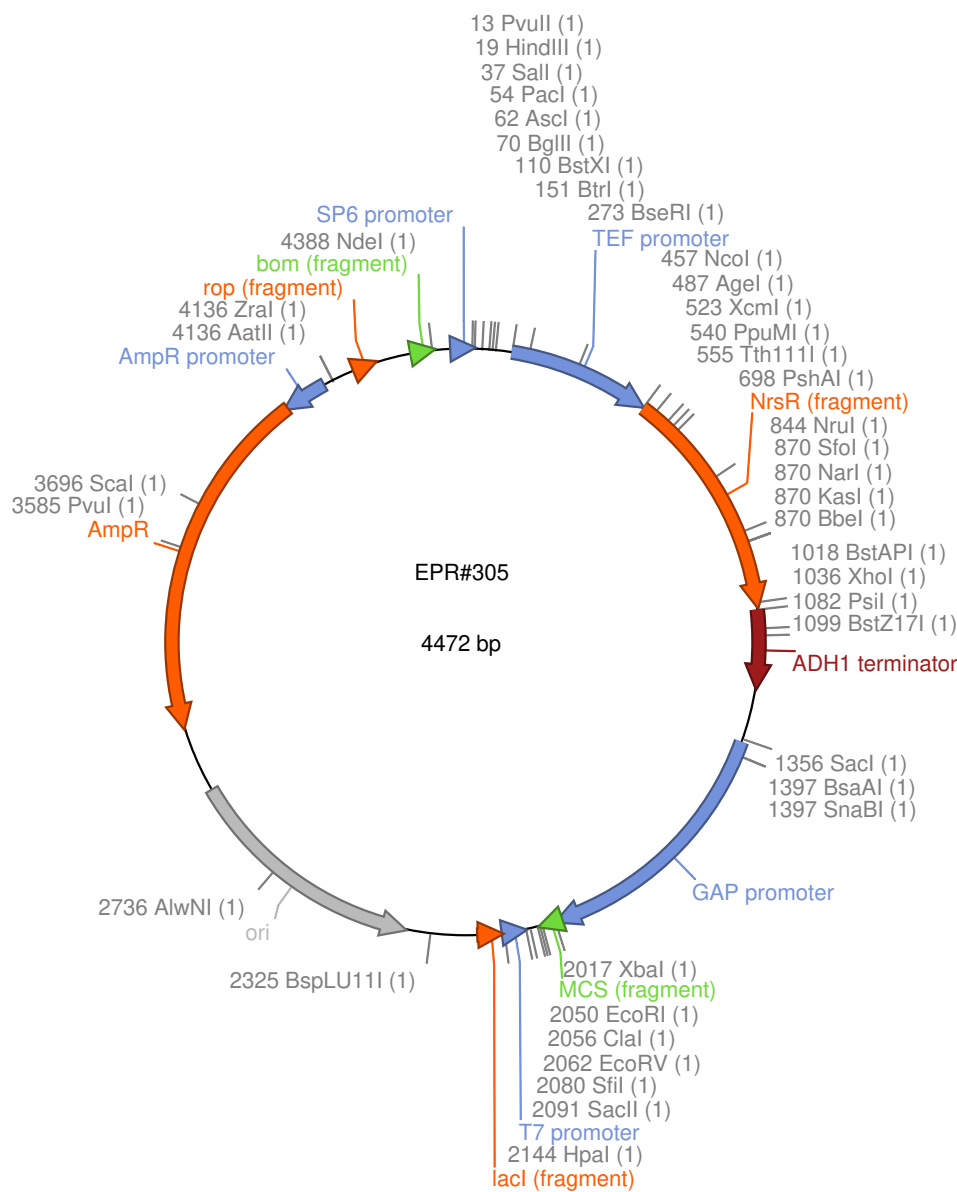 13 PvuII (1)
19 HindIII (1)
37 SalI (1)
54 PacI (1)
62 AscI (1)
70 BglII (1)
110 BstXI (1)
151 BtrI (1)
273 BseRI (1)
TEF promoter
457 NcoI (1)
487 AgeI (1)
523 XcmI (1)
540 PpuMI (1)
555 Tth111I (1)
698 PshAI (1)
NrsR (fragment)
844 NruI (1)
870 SfoI (1)
870 NarI (1)
870 KasI (1)
870 BbeI (1)
1018 BstAPI (1)
1036 XhoI (1)
1082 PsiI (1)
1099 BstZ17I (1)
ADH1 terminator
1356 SacI (1)
1397 BsaAI (1)
1397 SnaBI (1)
GAP promoter
2017 XbaI (1)
MCS (fragment)
2050 EcoRI (1)
2056 ClaI (1)
2062 EcoRV (1)
2080 SfiI (1)
2091 SacII (1)
T7 promoter
2144 HpaI (1)
lacI (fragment)
2325 BspLU11I (1)
ori
2736 AlwNI (1)
AmpR
3585 PvuI (1)
3696 ScaI (1)
AmpR promoter
4136 AatII (1)
4136 ZraI (1)
rop (fragment)
bom (fragment)
4388 NdeI (1)
SP6 promoter
EPR#305
4472 bp